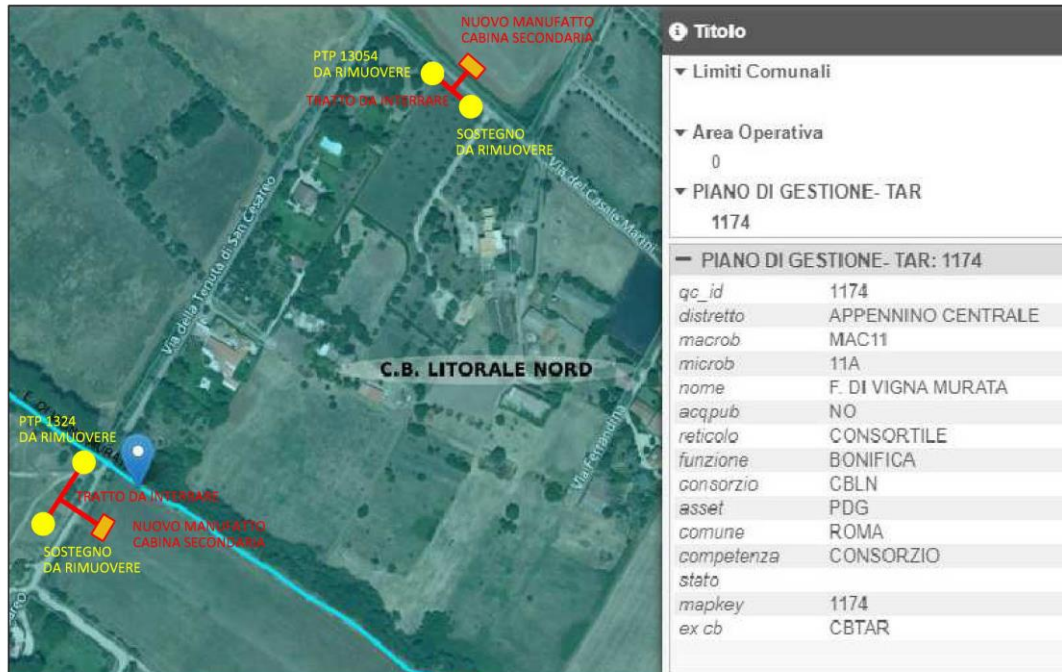 NUOVO MANUFATTO
CABINA SECONDARIA
PTP 13054
DA RIMUOVERE
TRATTO DA INTERRARE
SOSTEGNO
DA RIMUOVERE
Via del Casale Marini
Via della Tenuta di San Cesareo
C.B. LITORALE NORD
Via Ferrandina
PTP 1324
DA RIMUOVERE
TRATTO DA INTERRARE
NUOVO MANUFATTO
CABINA SECONDARIA
SOSTEGNO
DA RIMUOVERE
Titolo
Limiti Comunali
Area Operativa
0
PIANO DI GESTIONE- TAR
1174
PIANO DI GESTIONE- TAR: 1174
qc_id 1174
distretto APPENNINO CENTRALE
macrob MAC11
microb 11A
nome F. DI VIGNA MURATA
acqpub NO
reticolo CONSORTILE
funzione BONIFICA
consorzio CBLN
asset PDG
comune ROMA
competenza CONSORZIO
stato
mapkey 1174
ex cb CBTAR